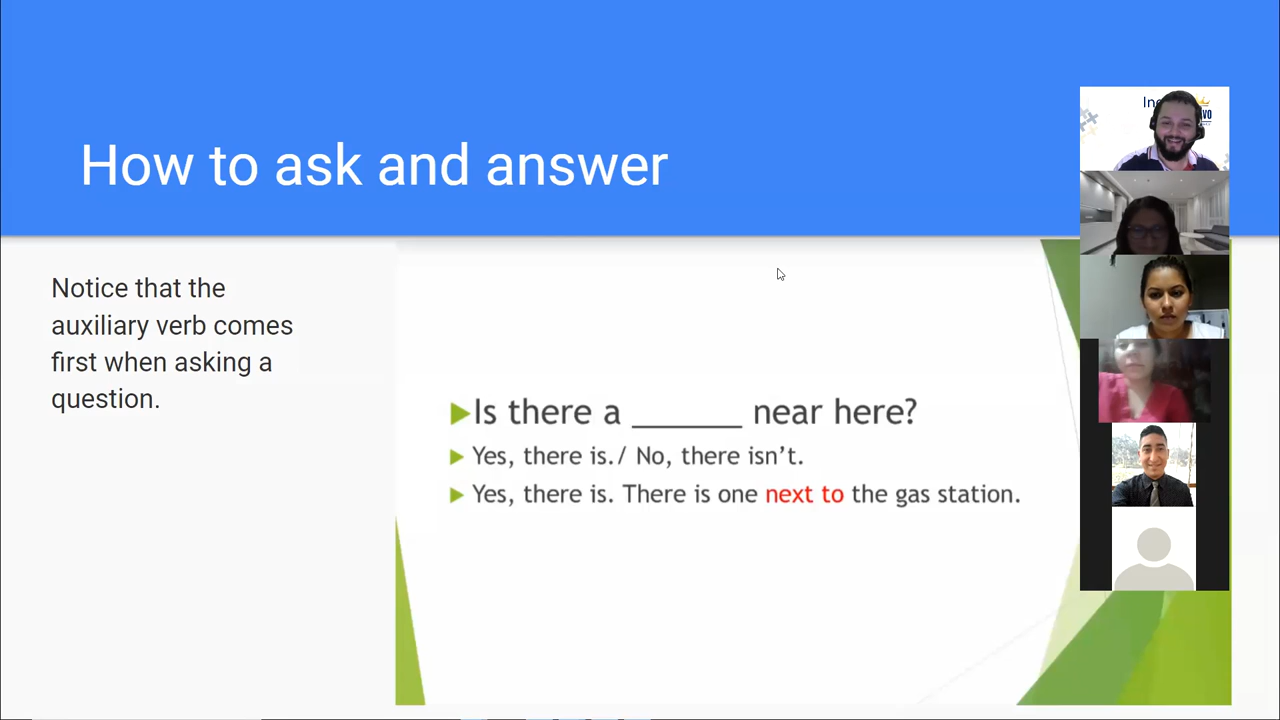 How to ask and answer
Notice that the
auxiliary verb comes
first when asking a
question.
Is there a ______ near here?
Yes, there is./ No, there isn't.
Yes, there is. There is one next to the gas station.